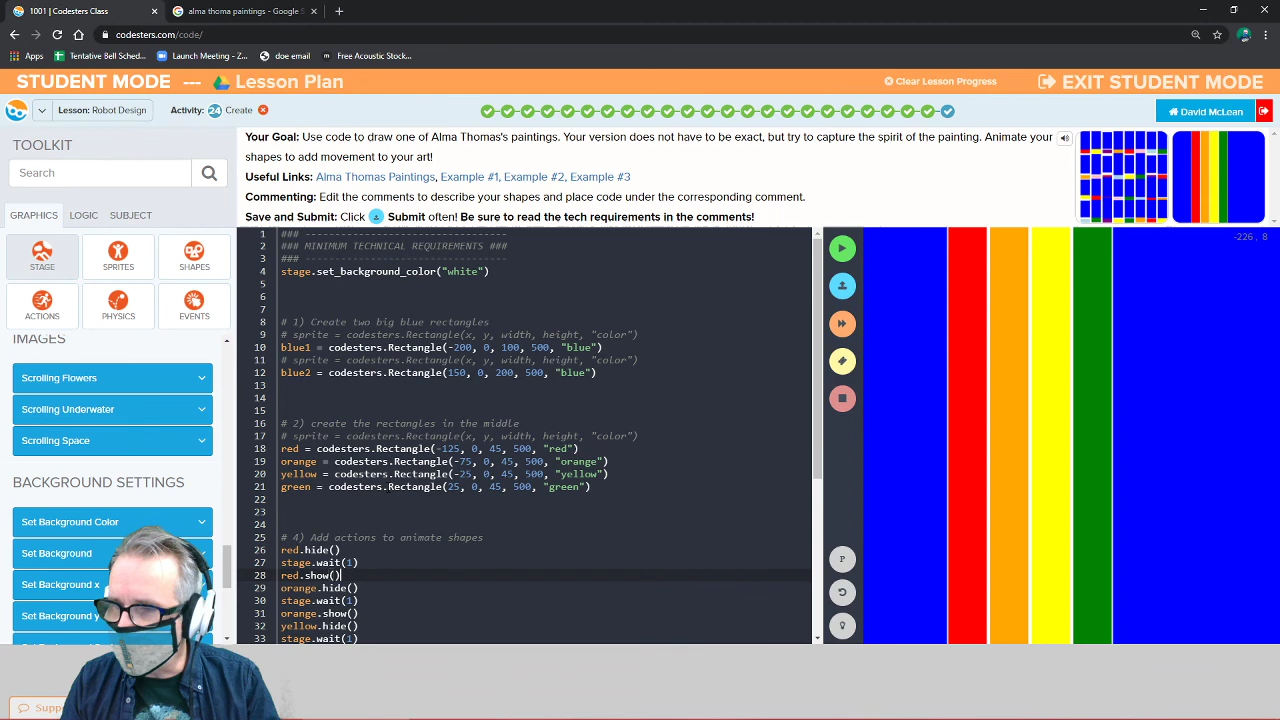 1001 | Codesters Class
alma thoma paintings - Google S
codesters.com/code/
Apps
Tentative Bell Sched...
Launch Meeting - Z...
doe email
Free Acoustic Stock...
STUDENT MODE --- Lesson Plan
Clear Lesson Progress
EXIT STUDENT MODE
Lesson: Robot Design
Activity: 24 Create
David McLean
TOOLKIT
Search
GRAPHICS LOGIC SUBJECT
STAGE SPRITES SHAPES
ACTIONS PHYSICS EVENTS
IMAGES
Scrolling Flowers
Scrolling Underwater
Scrolling Space
BACKGROUND SETTINGS
Set Background Color
Set Background
Set Background x
Set Background y
Your Goal: Use code to draw one of Alma Thomas's paintings. Your version does not have to be exact, but try to capture the spirit of the painting. Animate your
shapes to add movement to your art!
Useful Links: Alma Thomas Paintings, Example #1, Example #2, Example #3
Commenting: Edit the comments to describe your shapes and place code under the corresponding comment.
Save and Submit: Click Submit often! Be sure to read the tech requirements in the comments!
1 ### ----------------------------------
2 ### MINIMUM TECHNICAL REQUIREMENTS ###
3 ### ----------------------------------
4 stage.set_background_color("white")
5
6
7
8 # 1) Create two big blue rectangles
9 # sprite = codesters.Rectangle(x, y, width, height, "color")
10 blue1 = codesters.Rectangle(-200, 0, 100, 500, "blue")
11 # sprite = codesters.Rectangle(x, y, width, height, "color")
12 blue2 = codesters.Rectangle(150, 0, 200, 500, "blue")
13
14
15
16 # 2) create the rectangles in the middle
17 # sprite = codesters.Rectangle(x, y, width, height, "color")
18 red = codesters.Rectangle(-125, 0, 45, 500, "red")
19 orange = codesters.Rectangle(-75, 0, 45, 500, "orange")
20 yellow = codesters.Rectangle(-25, 0, 45, 500, "yellow")
21 green = codesters.Rectangle(25, 0, 45, 500, "green")
22
23
24
25 # 4) Add actions to animate shapes
26 red.hide()
27 stage.wait(1)
28 red.show()
29 orange.hide()
30 stage.wait(1)
31 orange.show()
32 yellow.hide()
33 stage.wait(1)
P
-226 , 8
Suppo